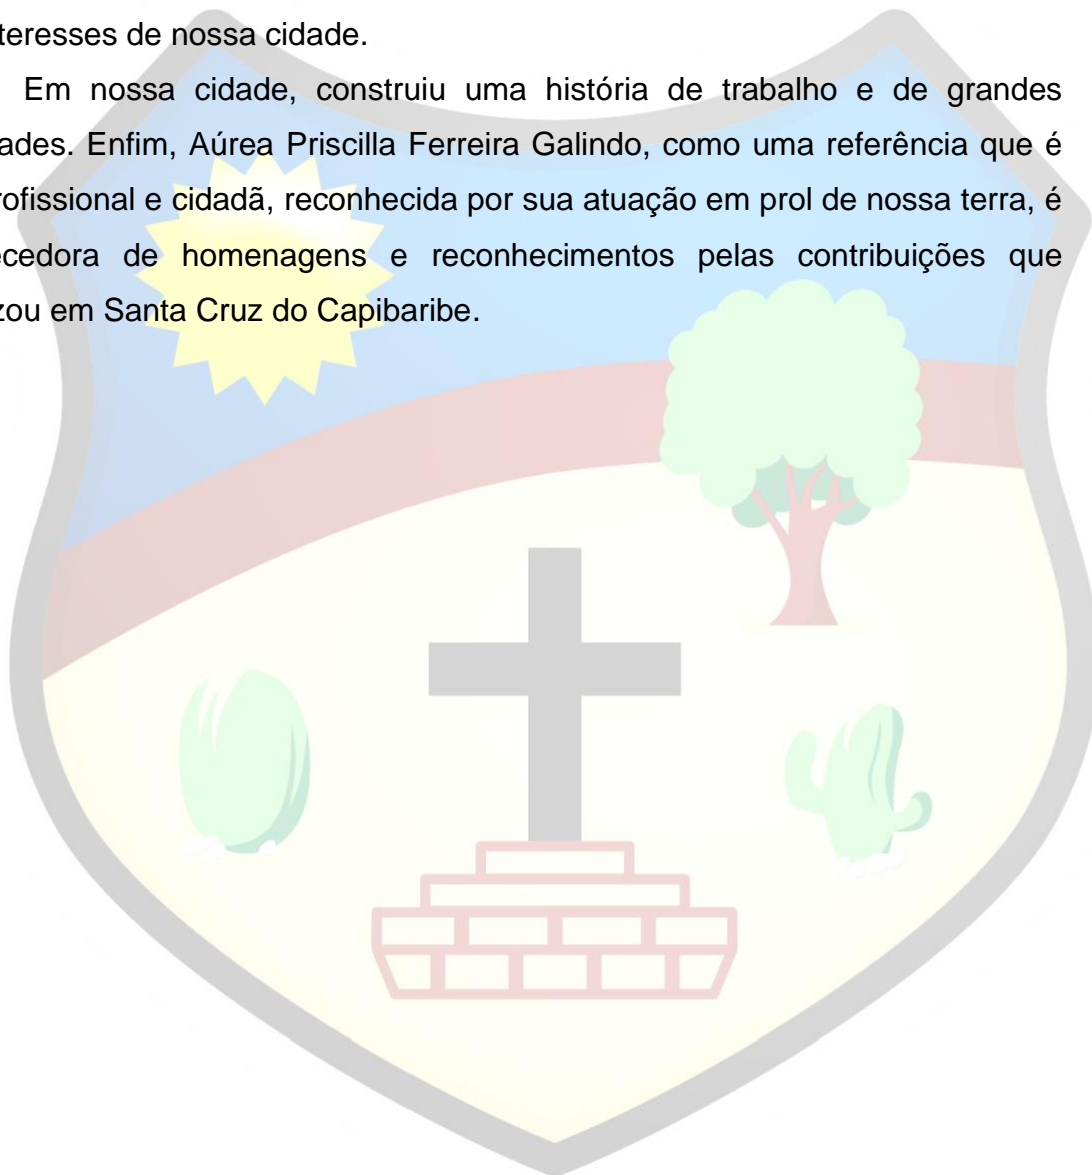 teresses de nossa cidade.
Em nossa cidade, construiu uma história de trabalho e de grandes
ades. Enfim, Aúrea Priscilla Ferreira Galindo, como uma referência que é
rofissional e cidadã, reconhecida por sua atuação em prol de nossa terra, é
ecedora de homenagens e reconhecimentos pelas contribuições que
zou em Santa Cruz do Capibaribe.